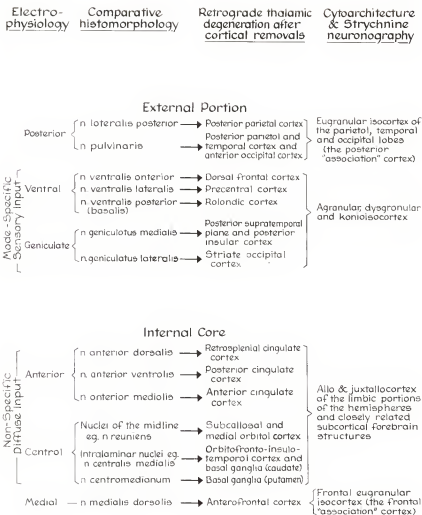 Electro-
physiology
Comparative
histomorphology
Retrograde thalamic
degeneration after
cortical removals
Cytoarchitecture
& Strychnine
neuronography
External Portion
Posterior
n lateralis posterior
Posterior parietal cortex
n pulvinaris
Posterior parietal and
temporal cortex and
anterior occipital cortex
Eugranular isocortex of
the parietal, temporal
and occipital lobes
(the posterior
"association" cortex)
Mode-Specific
Sensory Input
Ventral
n ventralis anterior
Dorsal frontal cortex
n ventralis lateralis
Precentral cortex
n ventralis posterior
(basalis)
Rolandic cortex
Geniculate
n geniculatus medialis
Posterior supratemporal
plane and posterior
insular cortex
n geniculatus lateralis
Striate occipital
cortex
Agranular, dysgranular
and konioisocortex
Internal Core
Non-Specific
Diffuse Input
Anterior
n anterior dorsalis
Retrosplenial cingulate
cortex
n. anterior ventralis
Posterior cingulate
cortex
n anterior medialis
Anterior cingulate
cortex
Central
Nuclei of the midline
eg. n reuniens
Subcallosal and
medial orbital cortex
Intralaminar nuclei eg.
n centralis medialis
Orbitofronto-insulo-
temporal cortex and
basal ganglia (caudate)
n centromedianum
Basal ganglia (putamen)
Allo & juxtallocortex
of the limbic portions
of the hemispheres
and closely related
subcortical forebrain
structures
Medial
n medialis dorsalis
Anterofrontal cortex
Frontal eugranular
isocortex (the frontal
"association" cortex)